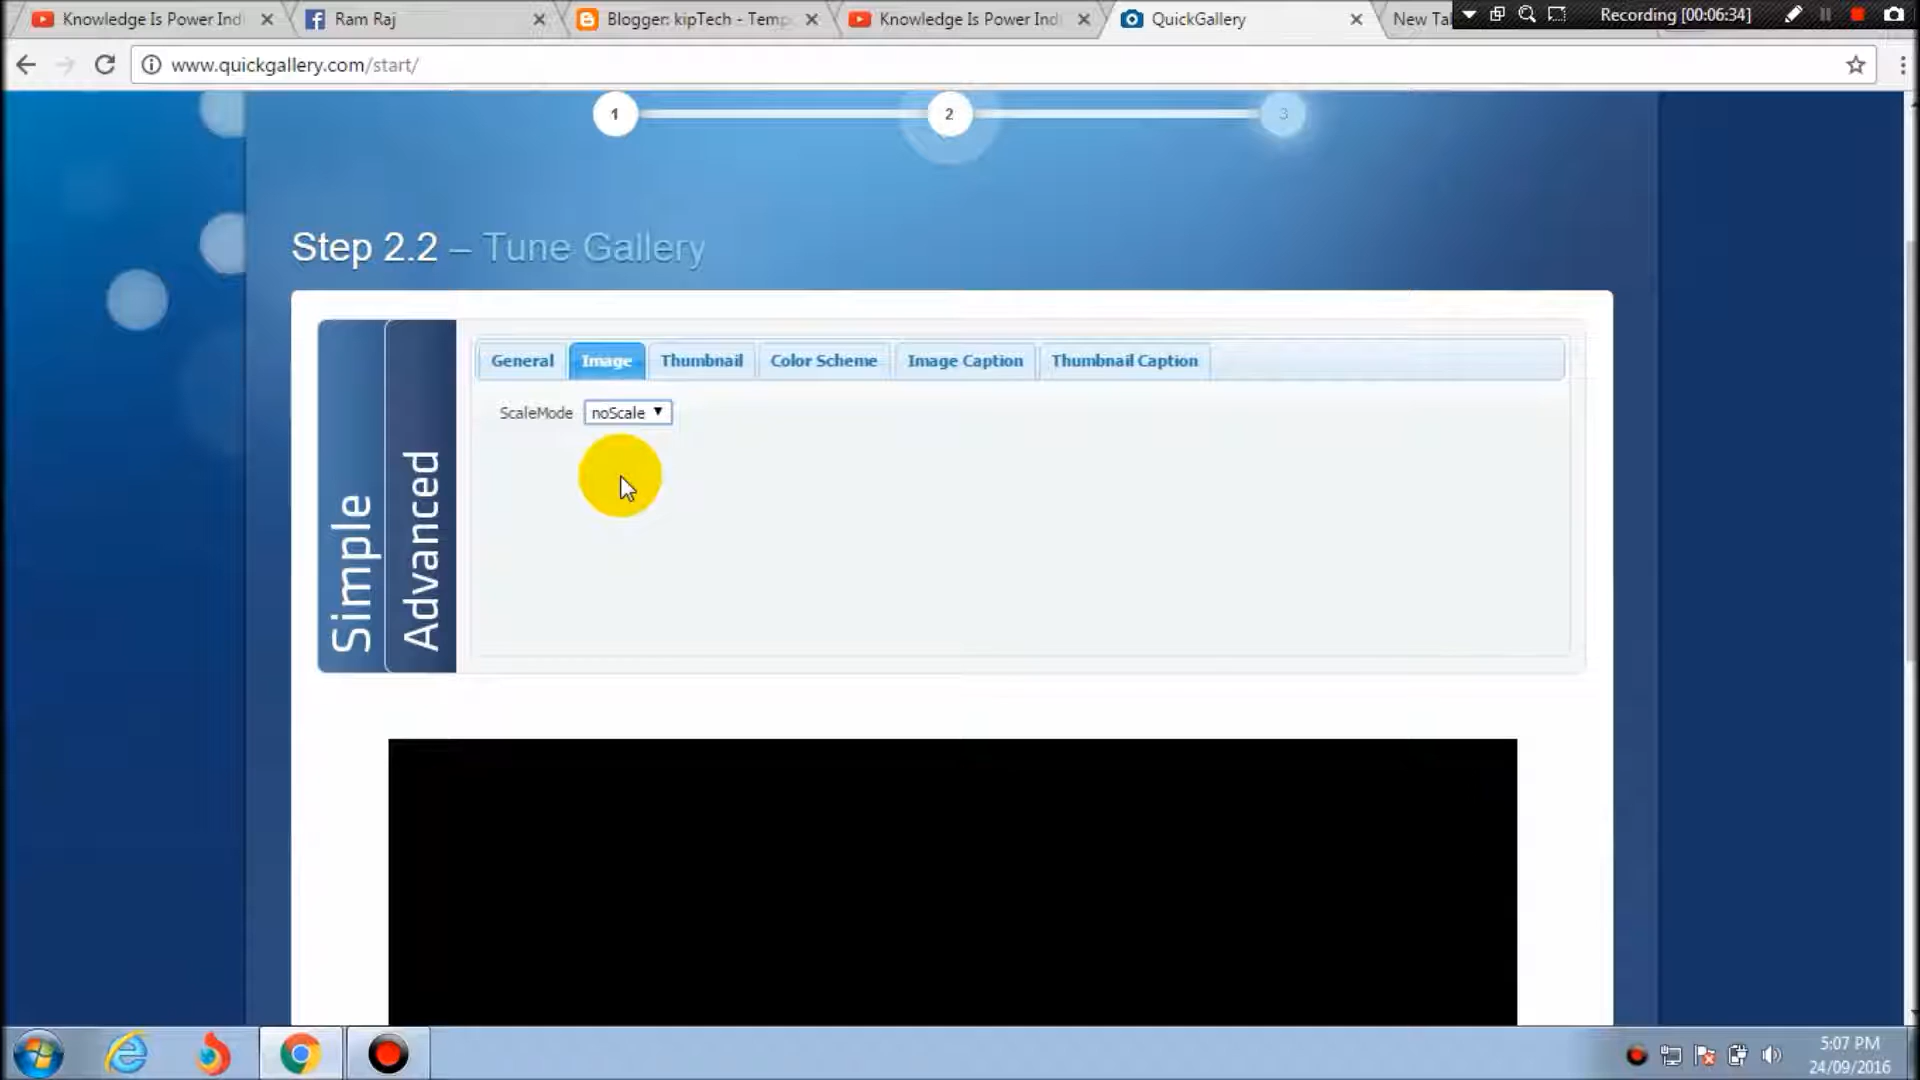 Knowledge Is Power Ind
Ram Raj
Blogger: kipTech - Temp
Knowledge Is Power Ind
QuickGallery
New Ta
Recording [00:06:34]
www.quickgallery.com/start/
1
2
3
Step 2.2 – Tune Gallery
Simple
Advanced
General
Image
Thumbnail
Color Scheme
Image Caption
Thumbnail Caption
ScaleMode noScale
5:07 PM
24/09/2016